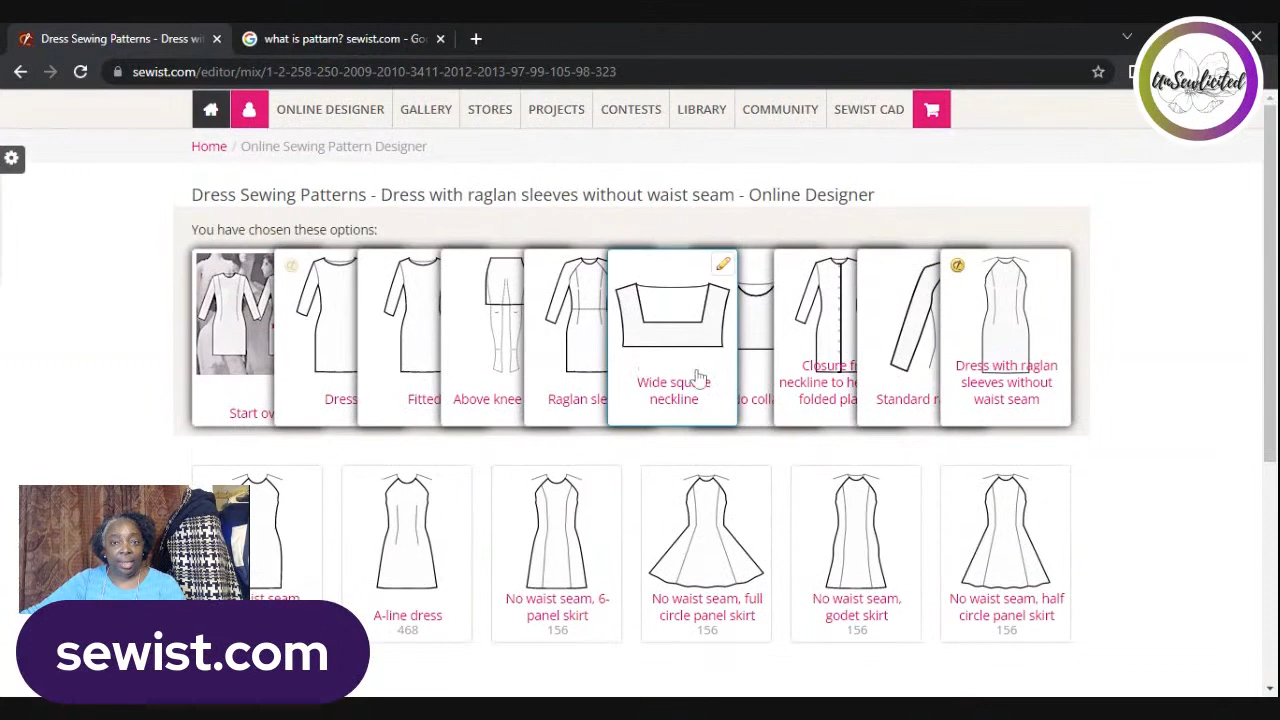 Dress Sewing Patterns - Dress wi
what is pattarn? sewist.com - Go
sewist.com/editor/mix/1-2-258-250-2009-2010-3411-2012-2013-97-99-105-98-323
UnSewlicited
ONLINE DESIGNER
GALLERY
STORES
PROJECTS
CONTESTS
LIBRARY
COMMUNITY
SEWIST CAD
Home / Online Sewing Pattern Designer
Dress Sewing Patterns - Dress with raglan sleeves without waist seam - Online Designer
You have chosen these options:
Start ov
Dress
Fitted
Above knee
Raglan sle
Wide square
neckline
o coll
Closure fr
neckline to he
folded pla
Standard r
Dress with raglan
sleeves without
waist seam
ist seam
A-line dress
468
No waist seam, 6-
panel skirt
156
No waist seam, full
circle panel skirt
156
No waist seam,
godet skirt
156
No waist seam, half
circle panel skirt
156
sewist.com